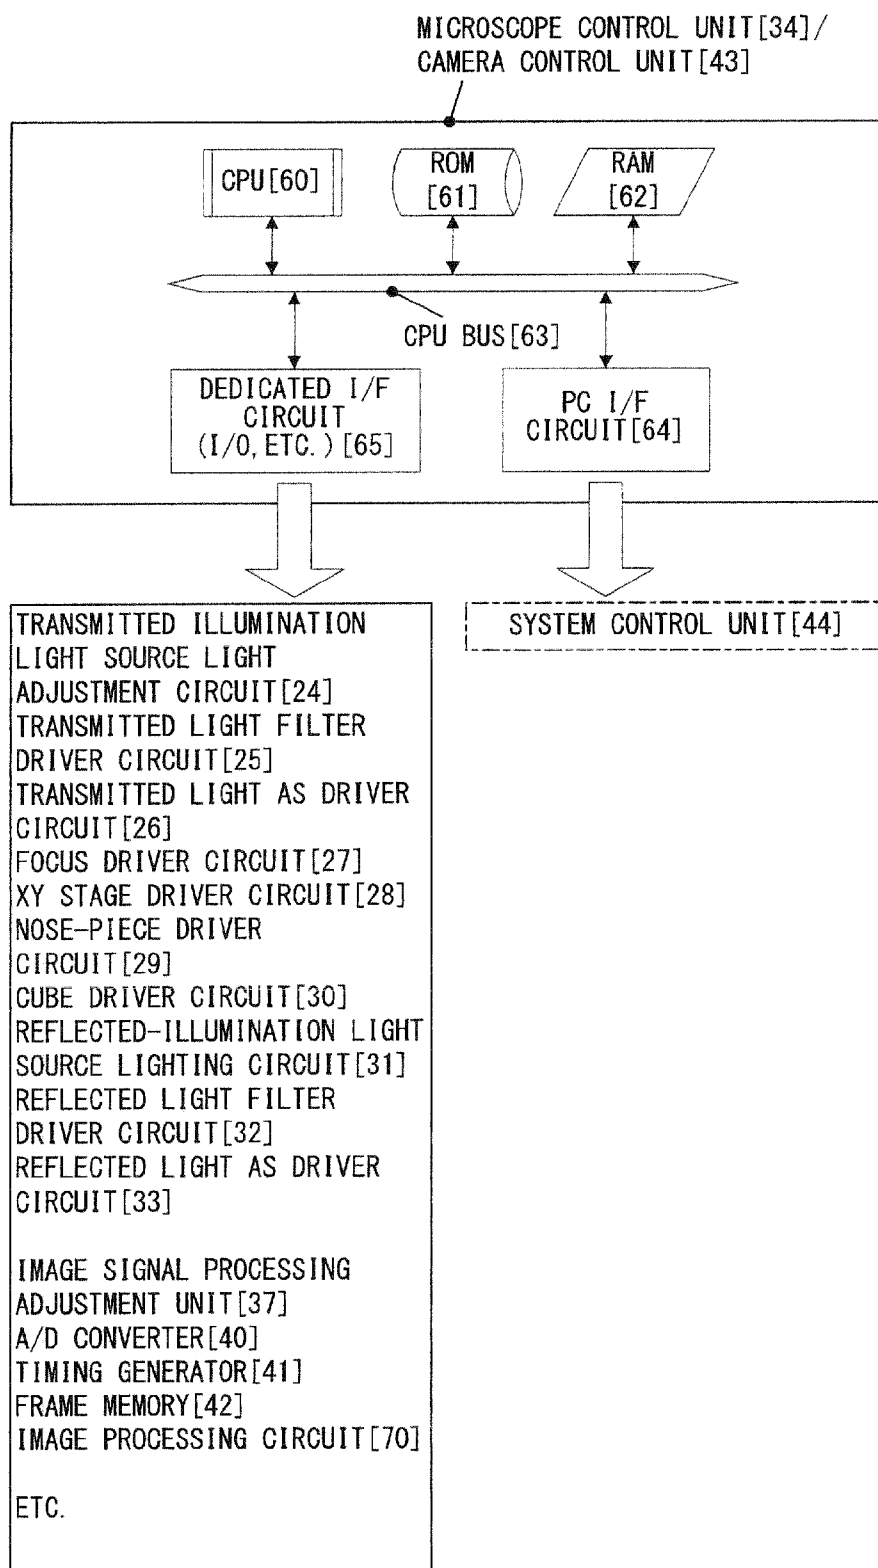 MICROSCOPE CONTROL UNIT[34]/
CAMERA CONTROL UNIT[43]
CPU[60]
ROM
[61]
RAM
[62]
CPU BUS[63]
DEDICATED I/F
CIRCUIT
(I/O,ETC.)[65]
PC I/F
CIRCUIT[64]
TRANSMITTED ILLUMINATION
LIGHT SOURCE LIGHT
ADJUSTMENT CIRCUIT[24]
TRANSMITTED LIGHT FILTER
DRIVER CIRCUIT[25]
TRANSMITTED LIGHT AS DRIVER
CIRCUIT[26]
FOCUS DRIVER CIRCUIT[27]
XY STAGE DRIVER CIRCUIT[28]
NOSE-PIECE DRIVER
CIRCUIT[29]
CUBE DRIVER CIRCUIT[30]
REFLECTED-ILLUMINATION LIGHT
SOURCE LIGHTING CIRCUIT[31]
REFLECTED LIGHT FILTER
DRIVER CIRCUIT[32]
REFLECTED LIGHT AS DRIVER
CIRCUIT[33]
IMAGE SIGNAL PROCESSING
ADJUSTMENT UNIT[37]
A/D CONVERTER[40]
TIMING GENERATOR[41]
FRAME MEMORY[42]
IMAGE PROCESSING CIRCUIT[70]
ETC.
SYSTEM CONTROL UNIT[44]